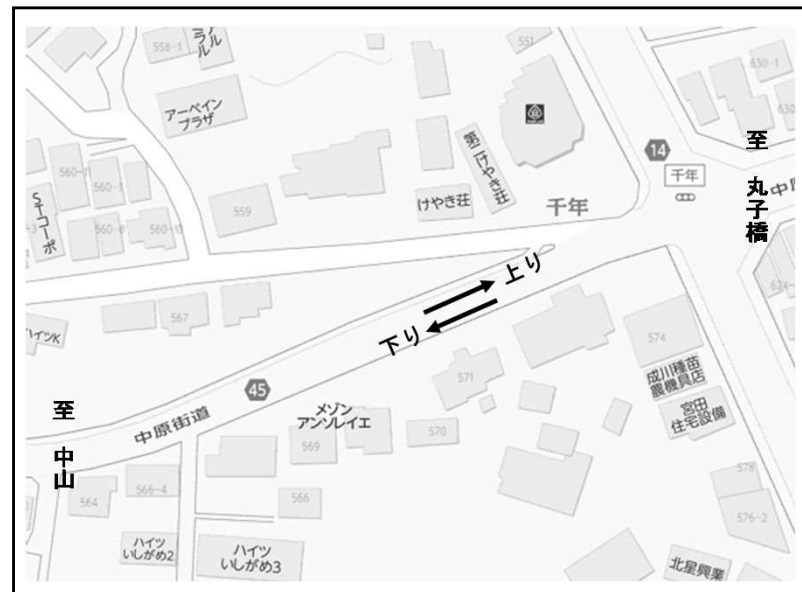 558-1
アーベイン
プラザ
551
630-1
630
至
丸子橋
14
千年
中原
560-11
560-1
STコーポ
560-8
560-10
559
第二けやき荘
けやき荘
千年
624-
上り
下り
567
ハイツK
574
成川種苗
農機具店
宮田
住宅設備
571
45
中原街道
至
中山
メゾン
アンソレイエ
569
570
564
566-4
566
578
576-2
ハイツ
いしがめ2
ハイツ
いしがめ3
北星興業